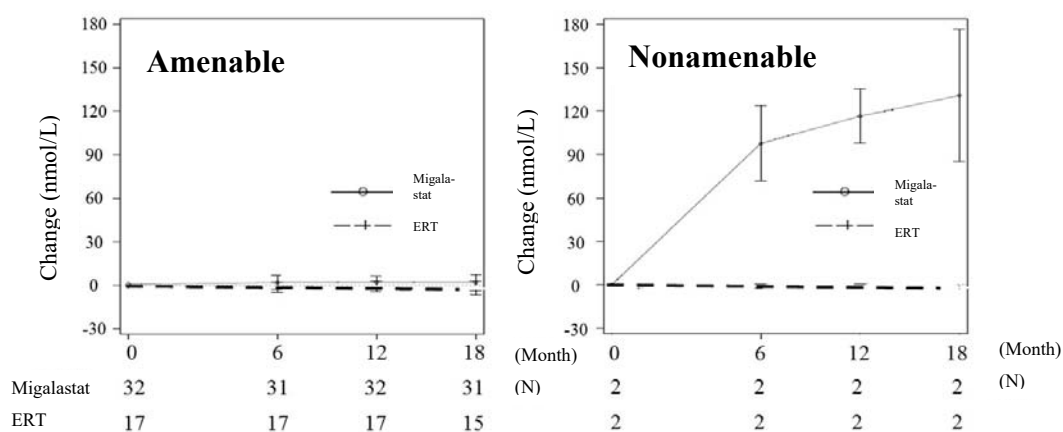 Amenable
Change (nmol/L)
180
150
120
90
60
30
0
-30
Migala-
stat
ERT
0 6 12 18 (Month)
Migalastat 32 31 32 31 (N)
ERT 17 17 17 15
Nonamenable
Change (nmol/L)
180
150
120
90
60
30
0
-30
Migala-
stat
ERT
0 6 12 18 (Month)
2 2 2 2 (N)
2 2 2 2